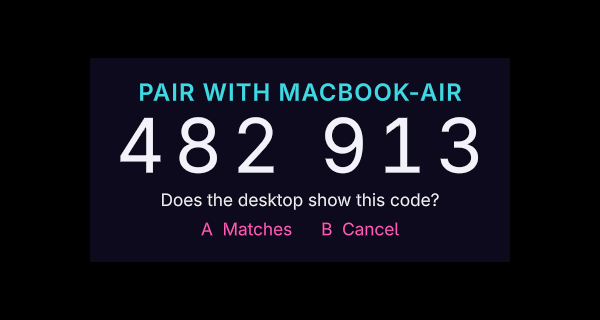 PAIR WITH MACBOOK-AIR
482 913
Does the desktop show this code?
A Matches B Cancel